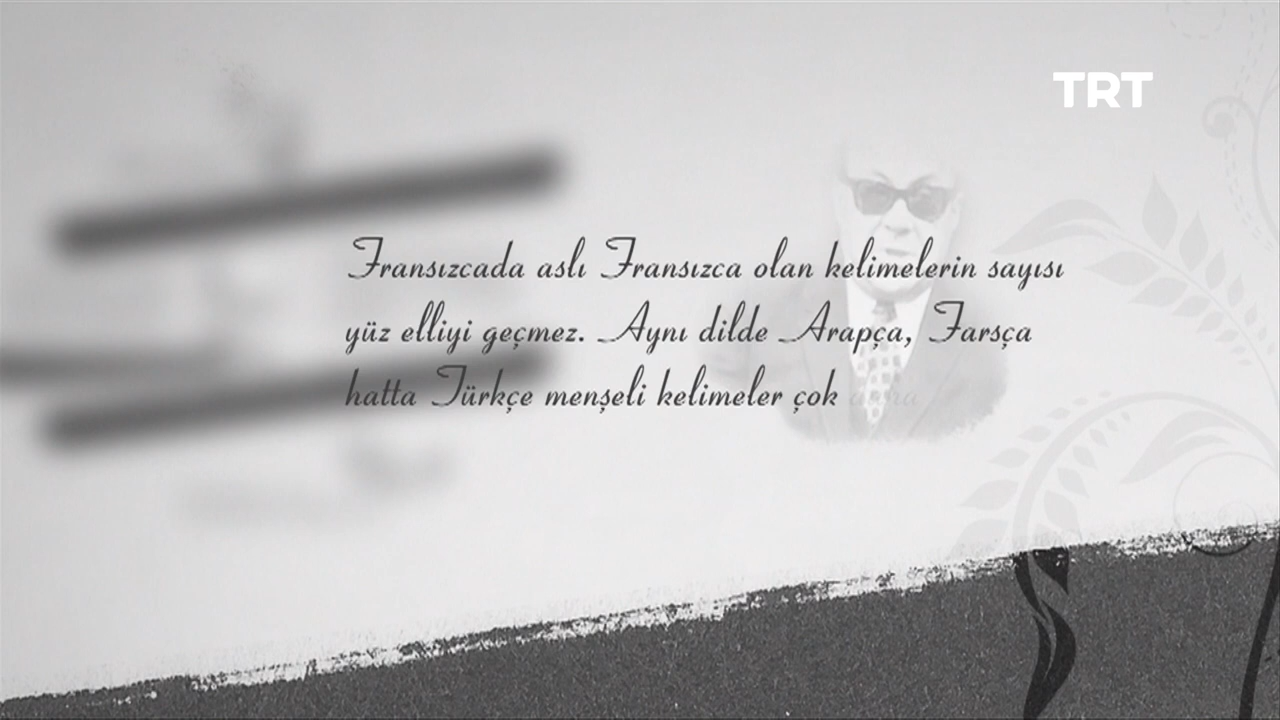 TRT
Fransızcada aslı Fransızca olan kelimelerin sayısı
yüz elliyi geçmez. Aynı dilde Arapça, Farsça
hatta Türkçe menşeli kelimeler çok